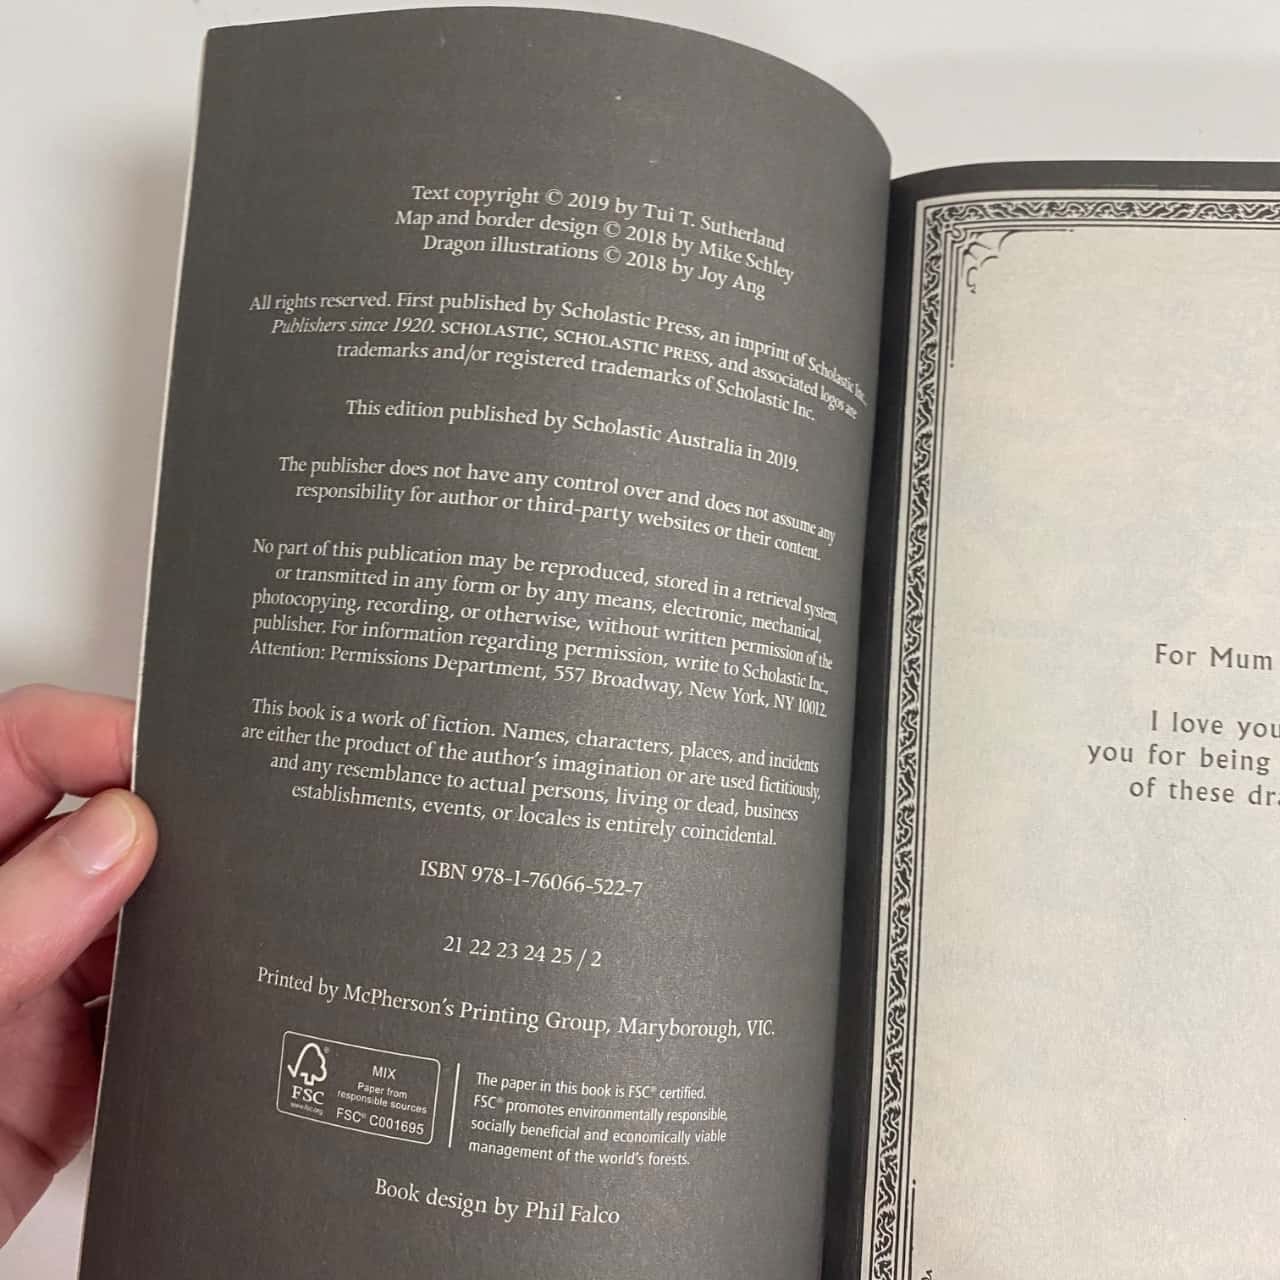 Text copyright © 2019 by Tui T. Sutherland
Map and border design © 2018 by Mike Schley
Dragon illustrations © 2018 by Joy Ang
All rights reserved. First published by Scholastic Press, an imprint of Scholastic Inc.,
Publishers since 1920. SCHOLASTIC, SCHOLASTIC PRESS, and associated logos are
trademarks and/or registered trademarks of Scholastic Inc.
This edition published by Scholastic Australia in 2019.
The publisher does not have any control over and does not assume any
responsibility for author or third-party websites or their content.
No part of this publication may be reproduced, stored in a retrieval system,
or transmitted in any form or by any means, electronic, mechanical,
photocopying, recording, or otherwise, without written permission of the
publisher. For information regarding permission, write to Scholastic Inc.,
Attention: Permissions Department, 557 Broadway, New York, NY 10012.
This book is a work of fiction. Names, characters, places, and incidents
are either the product of the author's imagination or are used fictitiously,
and any resemblance to actual persons, living or dead, business
establishments, events, or locales is entirely coincidental.
ISBN 978-1-76066-522-7
21 22 23 24 25 / 2
Printed by McPherson's Printing Group, Maryborough, VIC.
FSC
www.fsc.org
MIX
Paper from
responsible sources
FSC® C001695
The paper in this book is FSC® certified.
FSC® promotes environmentally responsible,
socially beneficial and economically viable
management of the world's forests.
Book design by Phil Falco
For Mum
I love you
you for being
of these dra